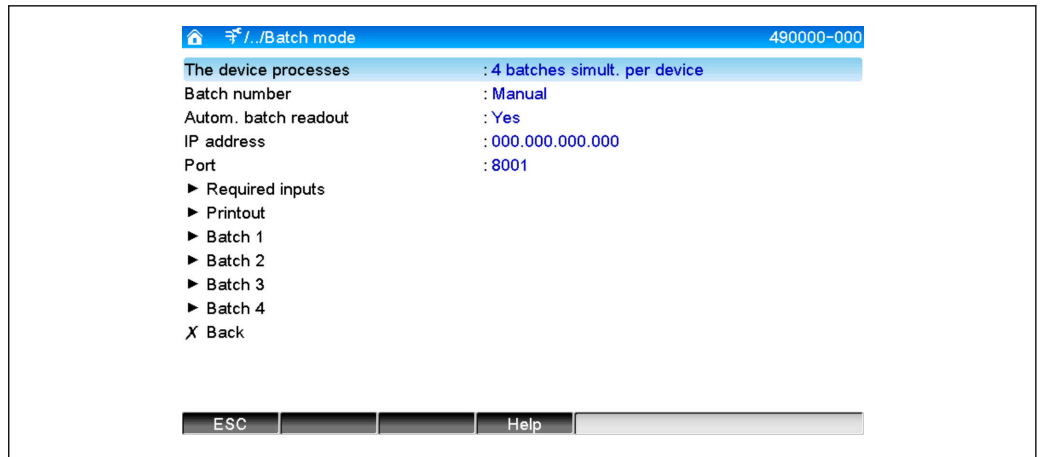 /../Batch mode 490000-000
The device processes : 4 batches simult. per device
Batch number : Manual
Autom. batch readout : Yes
IP address : 000.000.000.000
Port : 8001
► Required inputs
► Printout
► Batch 1
► Batch 2
► Batch 3
► Batch 4
X Back
ESC Help